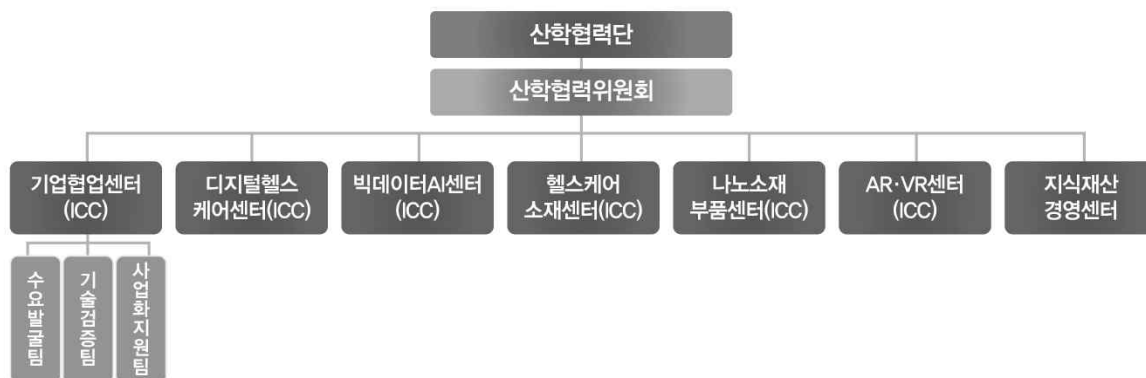 산학협력단
산학협력위원회
기업협업센터
(ICC)
디지털헬스
케어센터(ICC)
빅데이터AI센터
(ICC)
헬스케어
소재센터(ICC)
나노소재
부품센터(ICC)
AR·VR센터
(ICC)
지식재산
경영센터
수요발굴팀
기술검증팀
사업화지원팀